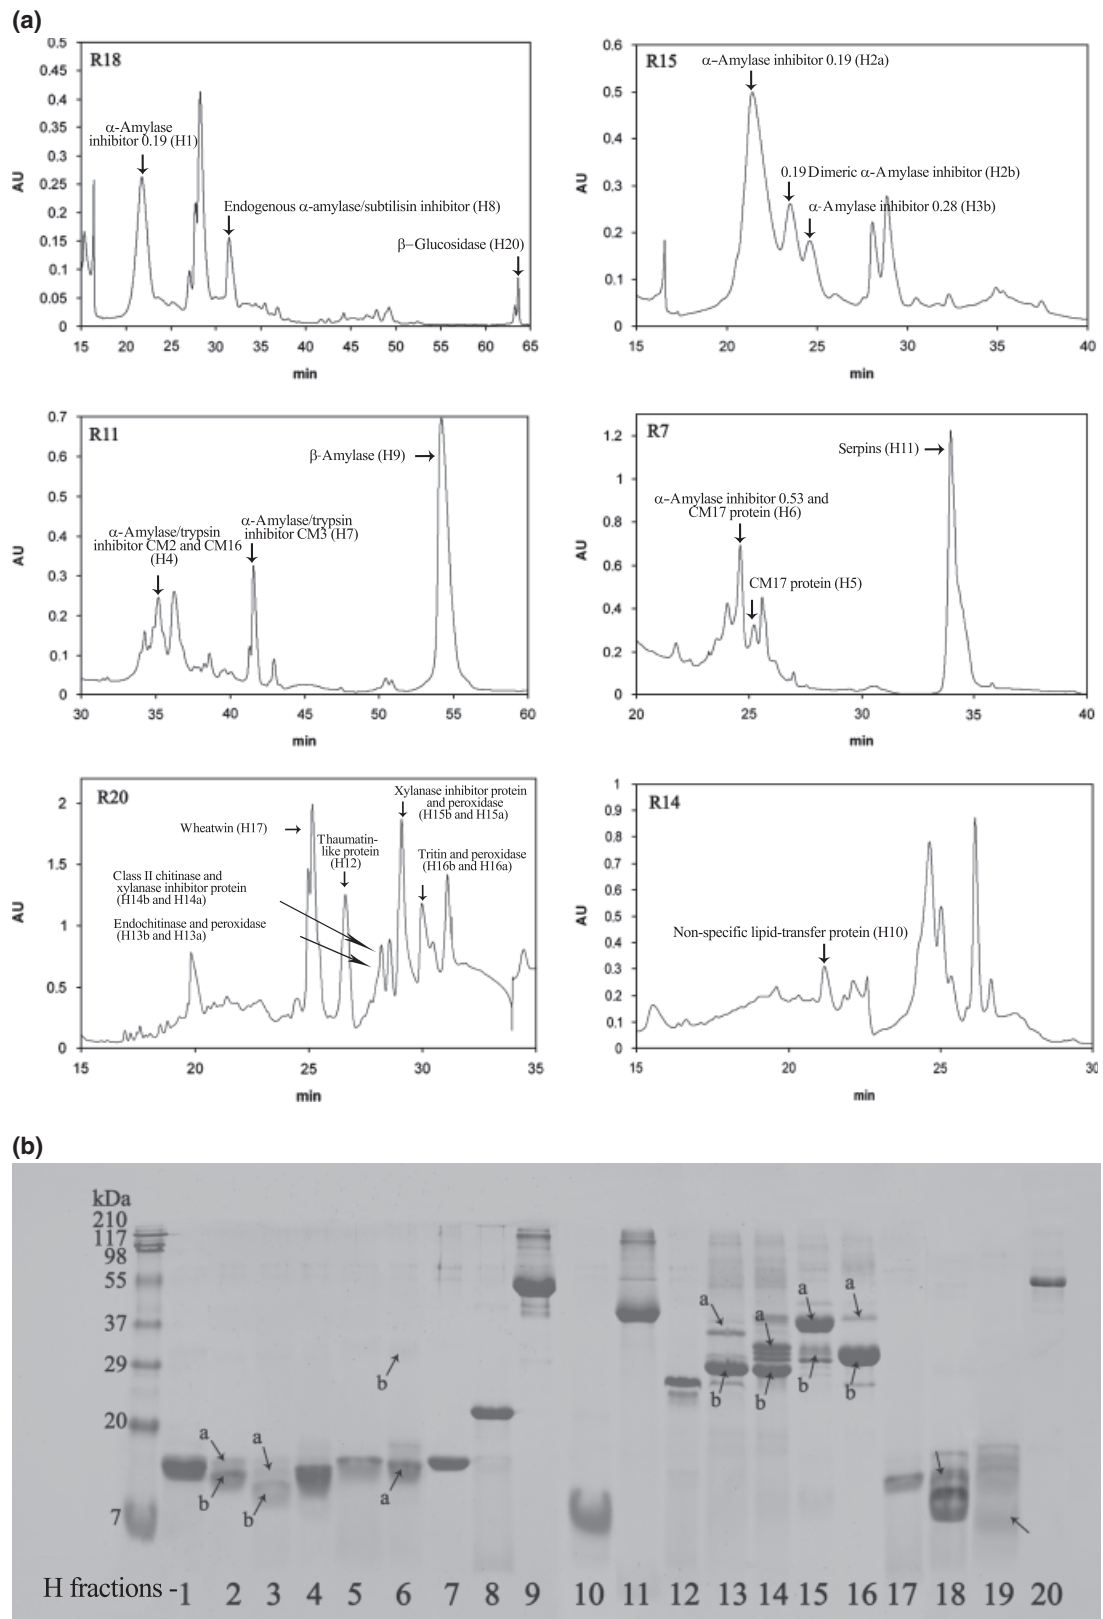 (a)
R18
0.5
0.45
0.4
0.35
0.3
0.25
0.2
0.15
0.1
0.05
0
AU
15 20 25 30 35 40 45 50 55 60 65
min
α-Amylase
inhibitor 0.19 (H1)
Endogenous α-amylase/subtilisin inhibitor (H8)
β–Glucosidase (H20)
R15
0.6
0.5
0.4
0.3
0.2
0.1
0
AU
15 20 25 30 35 40
min
α–Amylase inhibitor 0.19 (H2a)
0.19 Dimeric α-Amylase inhibitor (H2b)
α-Amylase inhibitor 0.28 (H3b)
R11
0.7
0.6
0.5
0.4
0.3
0.2
0.1
0
AU
30 35 40 45 50 55 60
min
β-Amylase (H9)
α-Amylase/trypsin
inhibitor CM2 and CM16
(H4)
α-Amylase/trypsin
inhibitor CM3 (H7)
R7
1.2
1
0.8
0.6
0.4
0.2
0
AU
20 25 30 35 40
min
Serpins (H11)
α–Amylase inhibitor 0.53 and
CM17 protein (H6)
CM17 protein (H5)
R20
2
1.5
1
0.5
0
AU
15 20 25 30 35
min
Xylanase inhibitor protein
and peroxidase
(H15b and H15a)
Wheatwin (H17)
Thaumatin-
like protein
(H12)
Tritin and peroxidase
(H16b and H16a)
Class II chitinase and
xylanase inhibitor protein
(H14b and H14a)
Endochitinase and peroxidase
(H13b and H13a)
R14
1
0.9
0.8
0.7
0.6
0.5
0.4
0.3
0.2
0.1
0
AU
15 20 25 30
min
Non-specific lipid-transfer protein (H10)
(b)
kDa
210
117
98
55
37
29
20
7
a b a b b a a b a b a b a b
H fractions - 1 2 3 4 5 6 7 8 9 10 11 12 13 14 15 16 17 18 19 20